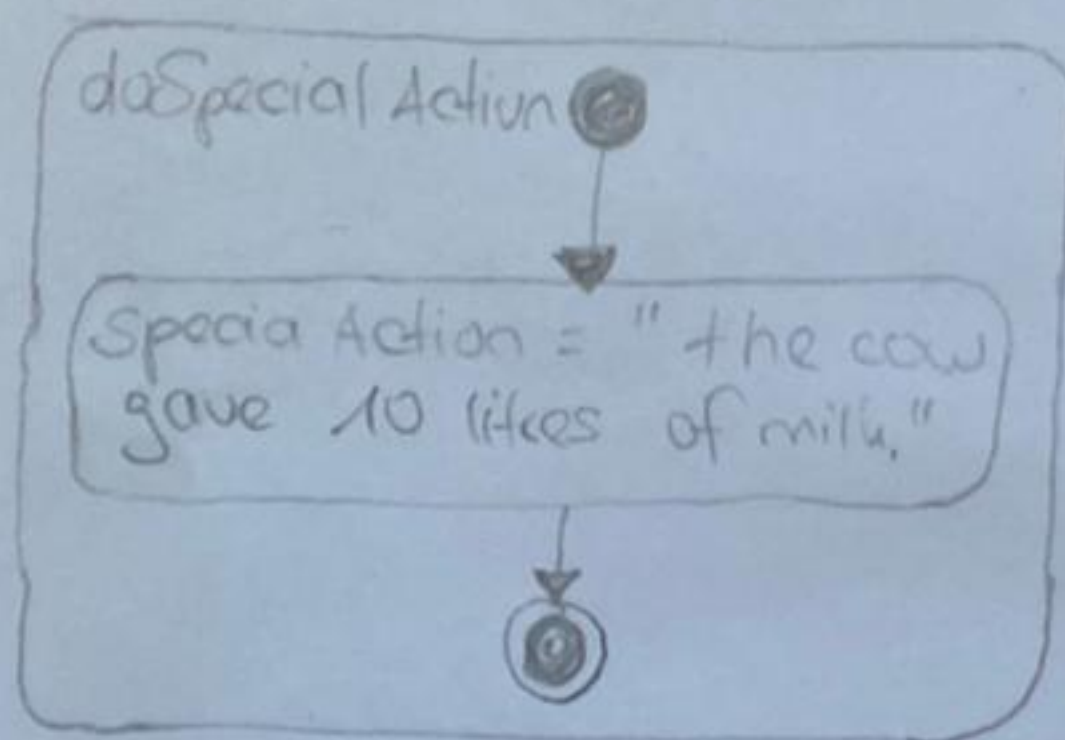 doSpecial Action
Specia Action = "the cow
gave 10 litres of milk."